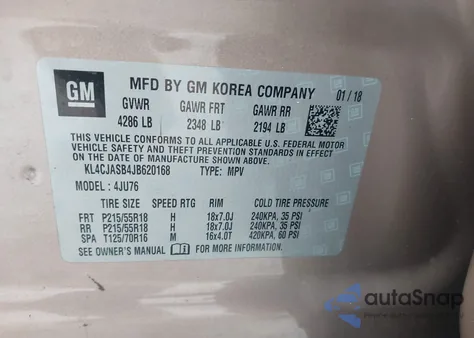 GM
MFD BY GM KOREA COMPANY 01 / 18
GVWR GAWR FRT GAWR RR
4286 LB 2348 LB 2194 LB
THIS VEHICLE CONFORMS TO ALL APPLICABLE U.S. FEDERAL MOTOR
VEHICLE SAFETY, BUMPER, AND THEFT PREVENTION STANDARDS
IN EFFECT ON THE DATE OF MANUFACTURE SHOWN ABOVE.
KL4CJASB4JB620168 TYPE: MPV
MODEL: 4JU76
TIRE SIZE SPEED RTG RIM COLD TIRE PRESSURE
FRT P215/55R18 H 18x7.0J 240KPA, 35 PSI
RR P215/55R18 H 18x7.0J 240KPA, 35 PSI
SPA T125/70R16 M 16x4.0T 420KPA, 60 PSI
SEE OWNER'S MANUAL FOR MORE INFORMATION.
autoSnap